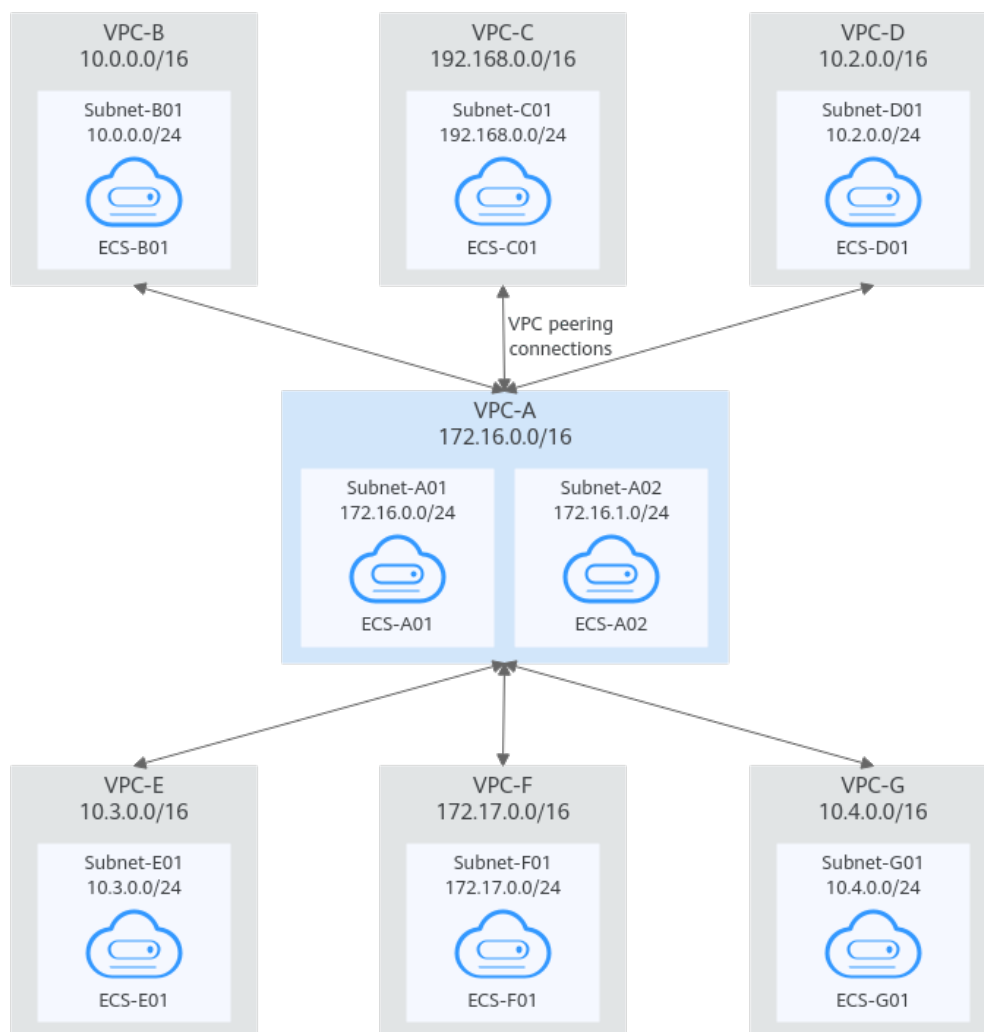 VPC-B
10.0.0.0/16
Subnet-B01
10.0.0.0/24
ECS-B01
VPC-C
192.168.0.0/16
Subnet-C01
192.168.0.0/24
ECS-C01
VPC-D
10.2.0.0/16
Subnet-D01
10.2.0.0/24
ECS-D01
VPC peering
connections
VPC-A
172.16.0.0/16
Subnet-A01
172.16.0.0/24
ECS-A01
Subnet-A02
172.16.1.0/24
ECS-A02
VPC-E
10.3.0.0/16
Subnet-E01
10.3.0.0/24
ECS-E01
VPC-F
172.17.0.0/16
Subnet-F01
172.17.0.0/24
ECS-F01
VPC-G
10.4.0.0/16
Subnet-G01
10.4.0.0/24
ECS-G01